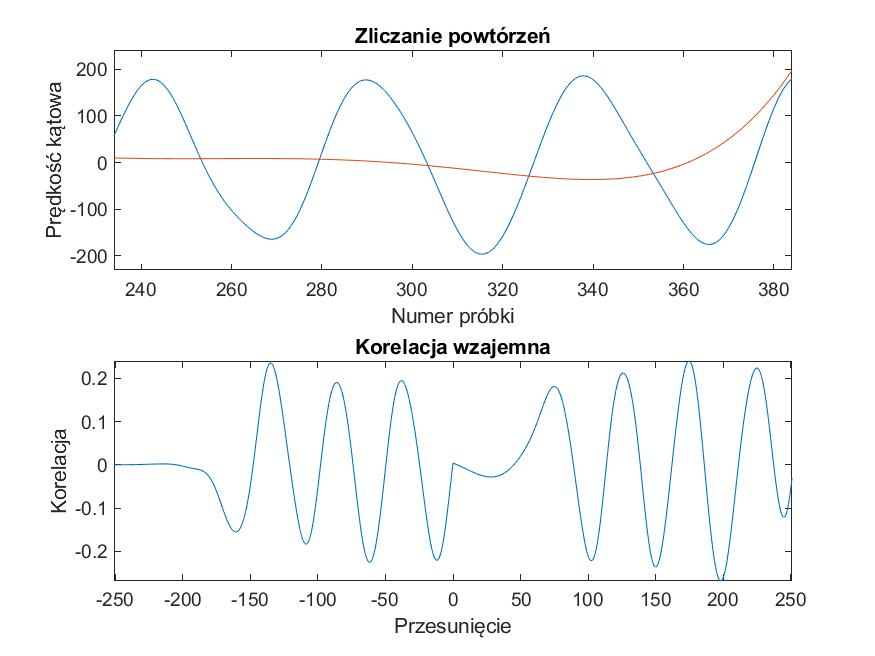 Zliczanie powtórzeń
200
100
0
-100
-200
Prędkość kątowa
240 260 280 300 320 340 360 380
Numer próbki
Korelacja wzajemna
0.2
0.1
0
-0.1
-0.2
Korelacja
-250 -200 -150 -100 -50 0 50 100 150 200 250
Przesunięcie